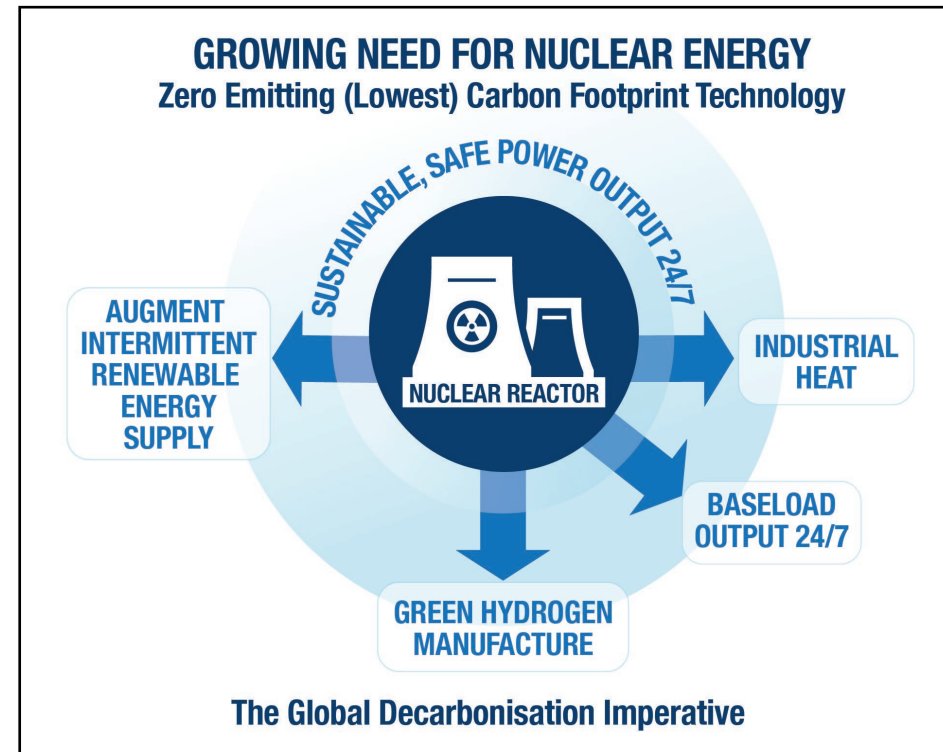 GROWING NEED FOR NUCLEAR ENERGY
Zero Emitting (Lowest) Carbon Footprint Technology
SUSTAINABLE, SAFE POWER OUTPUT 24/7
AUGMENT
INTERMITTENT
RENEWABLE
ENERGY
SUPPLY
NUCLEAR REACTOR
INDUSTRIAL
HEAT
BASELOAD
OUTPUT 24/7
GREEN HYDROGEN
MANUFACTURE
The Global Decarbonisation Imperative